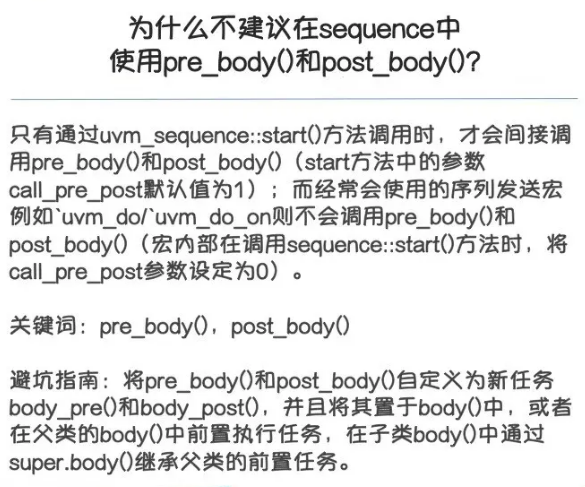 为什么不建议在sequence中
使用pre_body()和post_body()?
只有通过uvm_sequence::start()方法调用时，才会间接调
用pre_body()和post_body()（start方法中的参数
call_pre_post默认值为1）；而经常会使用的序列发送宏
例如`uvm_do/`uvm_do_on则不会调用pre_body()和
post_body()（宏内部在调用sequence::start()方法时，将
call_pre_post参数设定为0）。
关键词：pre_body()，post_body()
避坑指南：将pre_body()和post_body()自定义为新任务
body_pre()和body_post()，并且将其置于body()中，或者
在父类的body()中前置执行任务，在子类body()中通过
super.body()继承父类的前置任务。